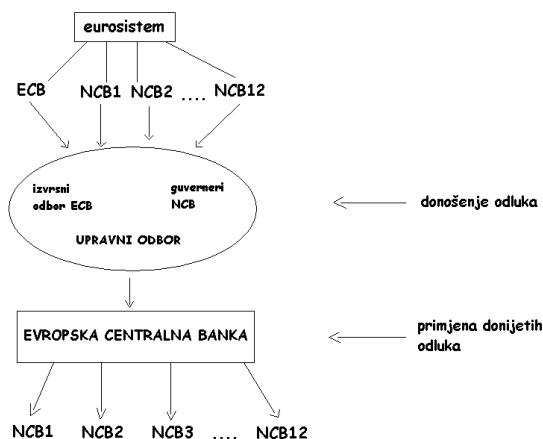 eurosistem
ECB NCB1 NCB2 .... NCB12
izvrsni guverneri
odbor ECB NCB
donošenje odluka
UPRAVNI ODBOR
EVROPSKA CENTRALNA BANKA
primjena donijetih
odluka
NCB1 NCB2 NCB3 .... NCB12